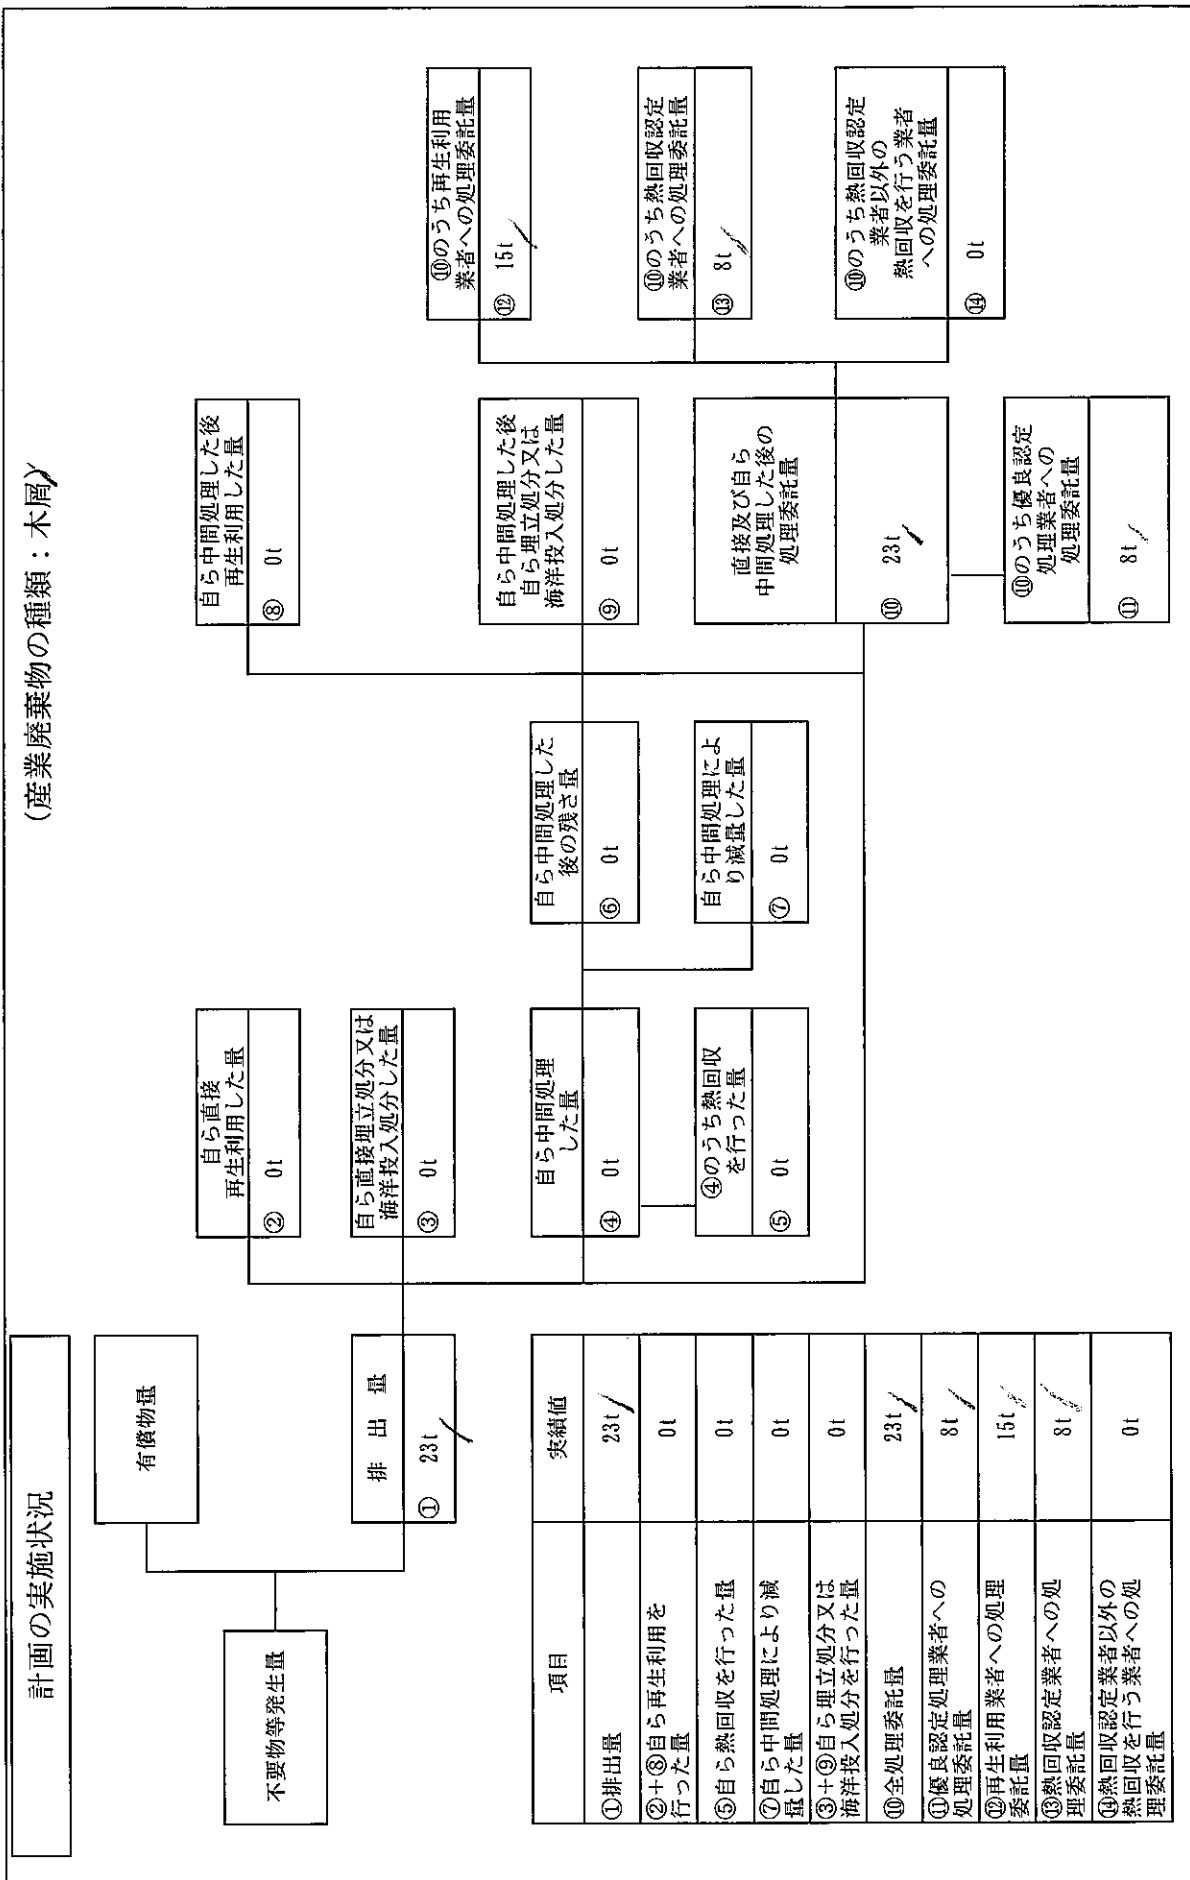 計画の実施状況
(産業廃棄物の種類：木屑)
不要物等発生量
有償物量
排出量
① 23t
自ら直接
再生利用した量
② 0t
自ら直接埋立処分又は
海洋投入処分した量
③ 0t
自ら中間処理
した量
④ 0t
④のうち熱回収
を行った量
⑤ 0t
自ら中間処理した
後の残さ量
⑥ 0t
自ら中間処理によ
り減量した量
⑦ 0t
自ら中間処理した後
再生利用した量
⑧ 0t
自ら中間処理した後
自ら埋立処分又は
海洋投入処分した量
⑨ 0t
直接及び自ら
中間処理した後の
処理委託量
⑩ 23t
⑩のうち優良認定
処理業者への
処理委託量
⑪ 8t
⑩のうち再生利用
業者への処理委託量
⑫ 15t
⑩のうち熱回収認定
業者への処理委託量
⑬ 8t
⑩のうち熱回収認定
業者以外の
熱回収を行う業者
への処理委託量
⑭ 0t
項目 実績値
①排出量 23t
②+⑧自ら再生利用を
行った量 0t
⑤自ら熱回収を行った量 0t
⑦自ら中間処理により減
量した量 0t
③+⑨自ら埋立処分又は
海洋投入処分を行った量 0t
⑩全処理委託量 23t
⑪優良認定処理業者への
処理委託量 8t
⑫再生利用業者への処理
委託量 15t
⑬熱回収認定業者への処
理委託量 8t
⑭熱回収認定業者以外の
熱回収を行う業者への処
理委託量 0t